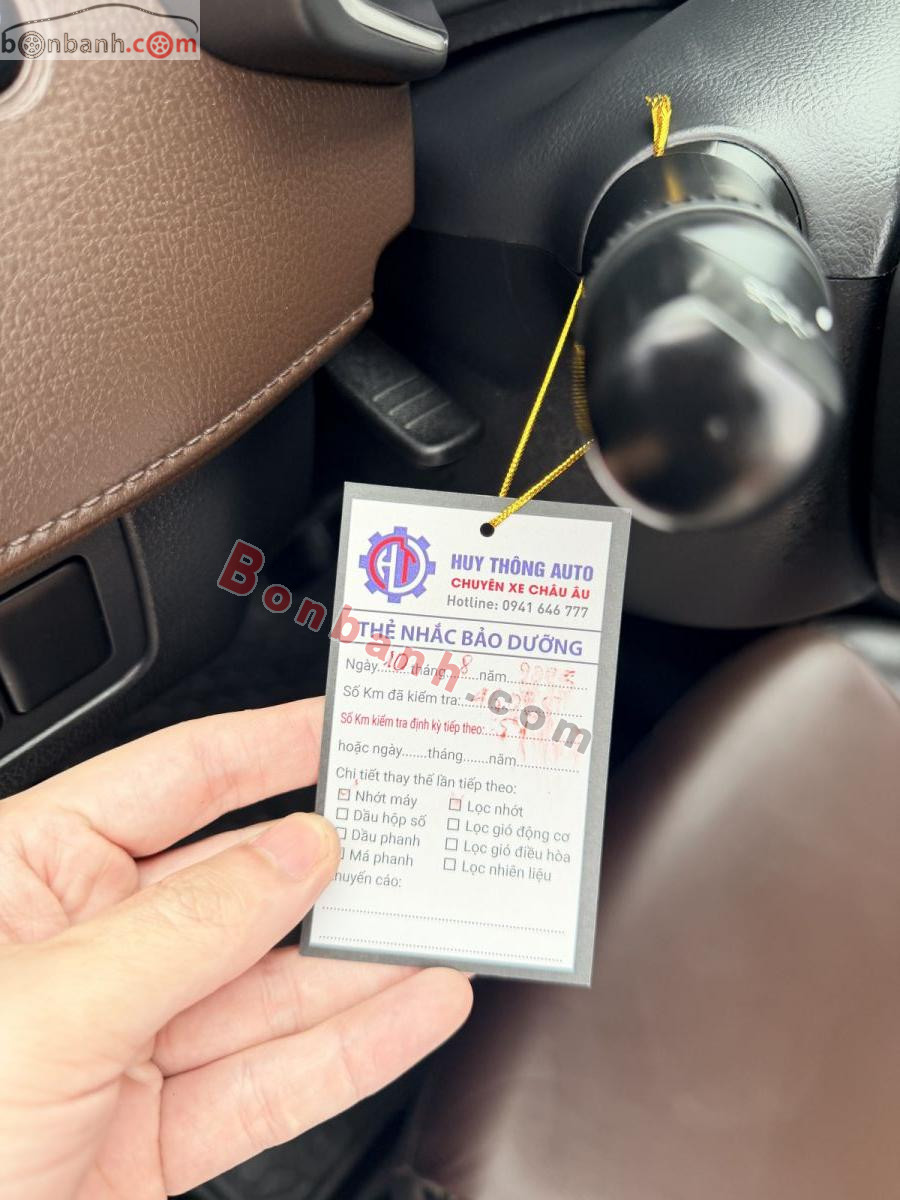 bonbanh.com
HUY THÔNG AUTO
CHUYÊN XE CHÂU ÂU
Hotline: 0941 646 777
THẺ NHẮC BẢO DƯỠNG
Ngày.........10 tháng........8..năm
Số Km đã kiểm tra:
Số Km kiểm tra định kỳ tiếp theo:
hoặc ngày.......tháng.......năm
Chi tiết thay thế lần tiếp theo:
Nhớt máy
Lọc nhớt
Dầu hộp số
Lọc gió động cơ
Dầu phanh
Lọc gió điều hòa
Má phanh
Lọc nhiên liệu
huyến cáo:
Bonbanh.com